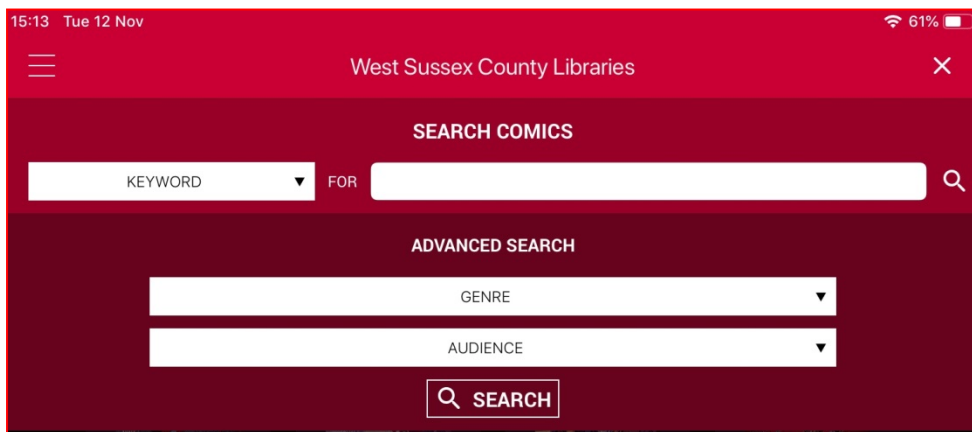 15:13 Tue 12 Nov 61%
West Sussex County Libraries
SEARCH COMICS
KEYWORD FOR
ADVANCED SEARCH
GENRE
AUDIENCE
SEARCH